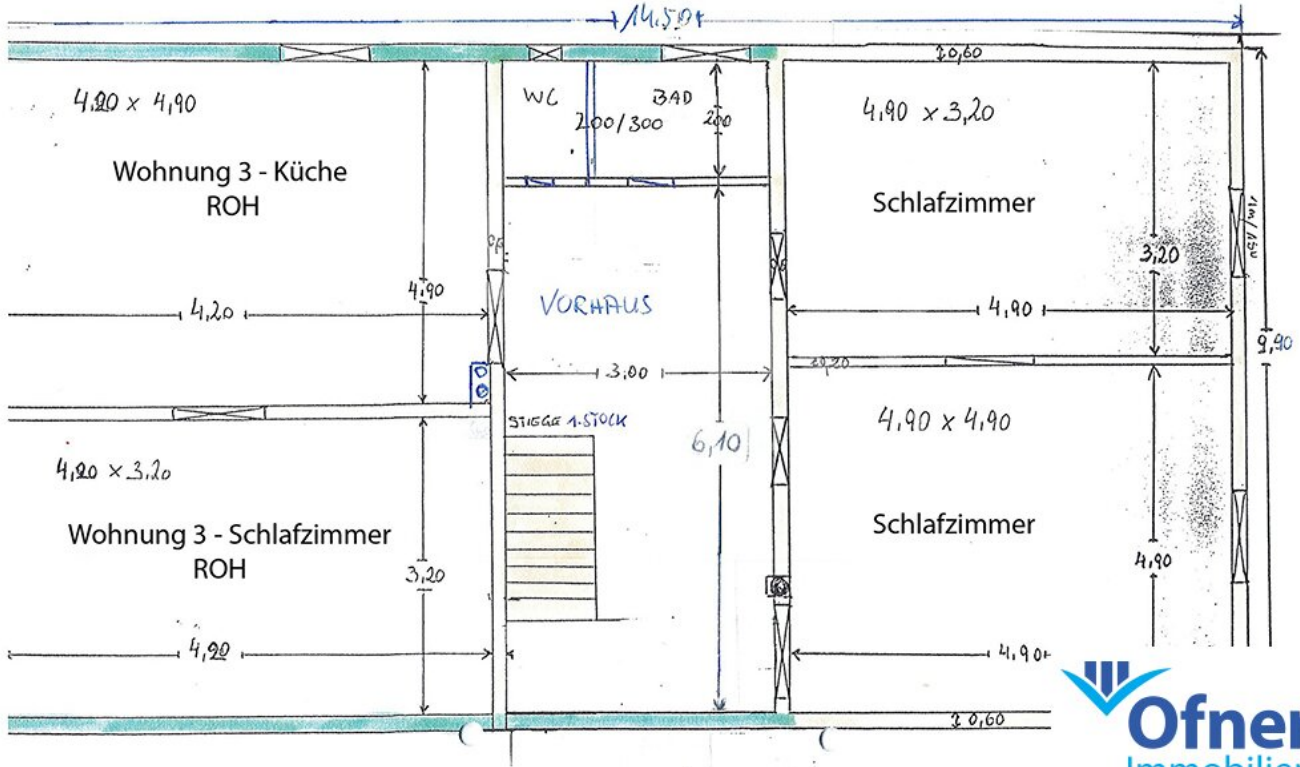 14.50
0,60
4,20 x 4,90
Wohnung 3 - Küche
ROH
4,20
4,90
WC
BAD
200/300
200
4,90 x 3,20
Schlafzimmer
3,20
4,90
9,90
VORHAUS
3,00
STIEGE 1.STOCK
6,10
4,20 x 3,20
Wohnung 3 - Schlafzimmer
ROH
3,20
4,20
4,90 x 4,90
Schlafzimmer
4,90
4,90
0,60
Ofner